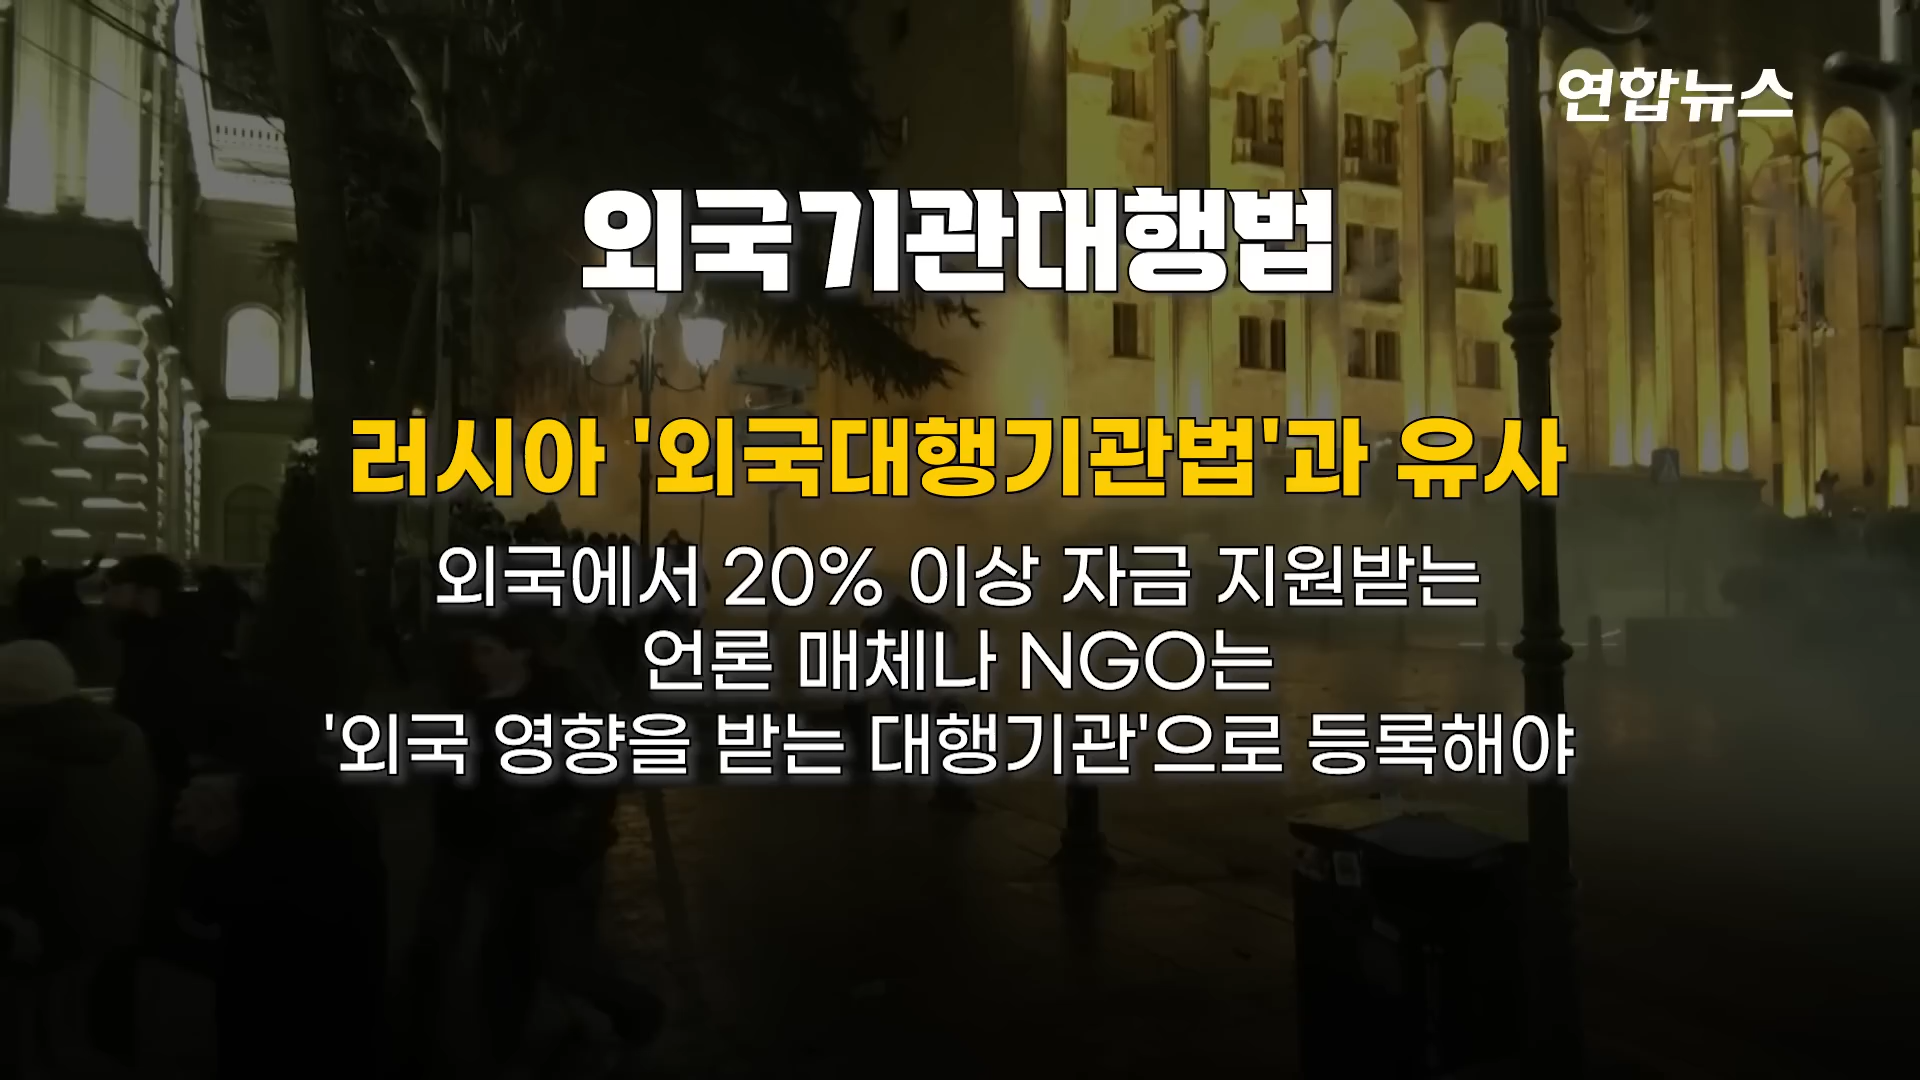 연합뉴스
외국기관대행법
러시아 '외국대행기관법'과 유사
외국에서 20% 이상 자금 지원받는
언론 매체나 NGO는
'외국 영향을 받는 대행기관'으로 등록해야